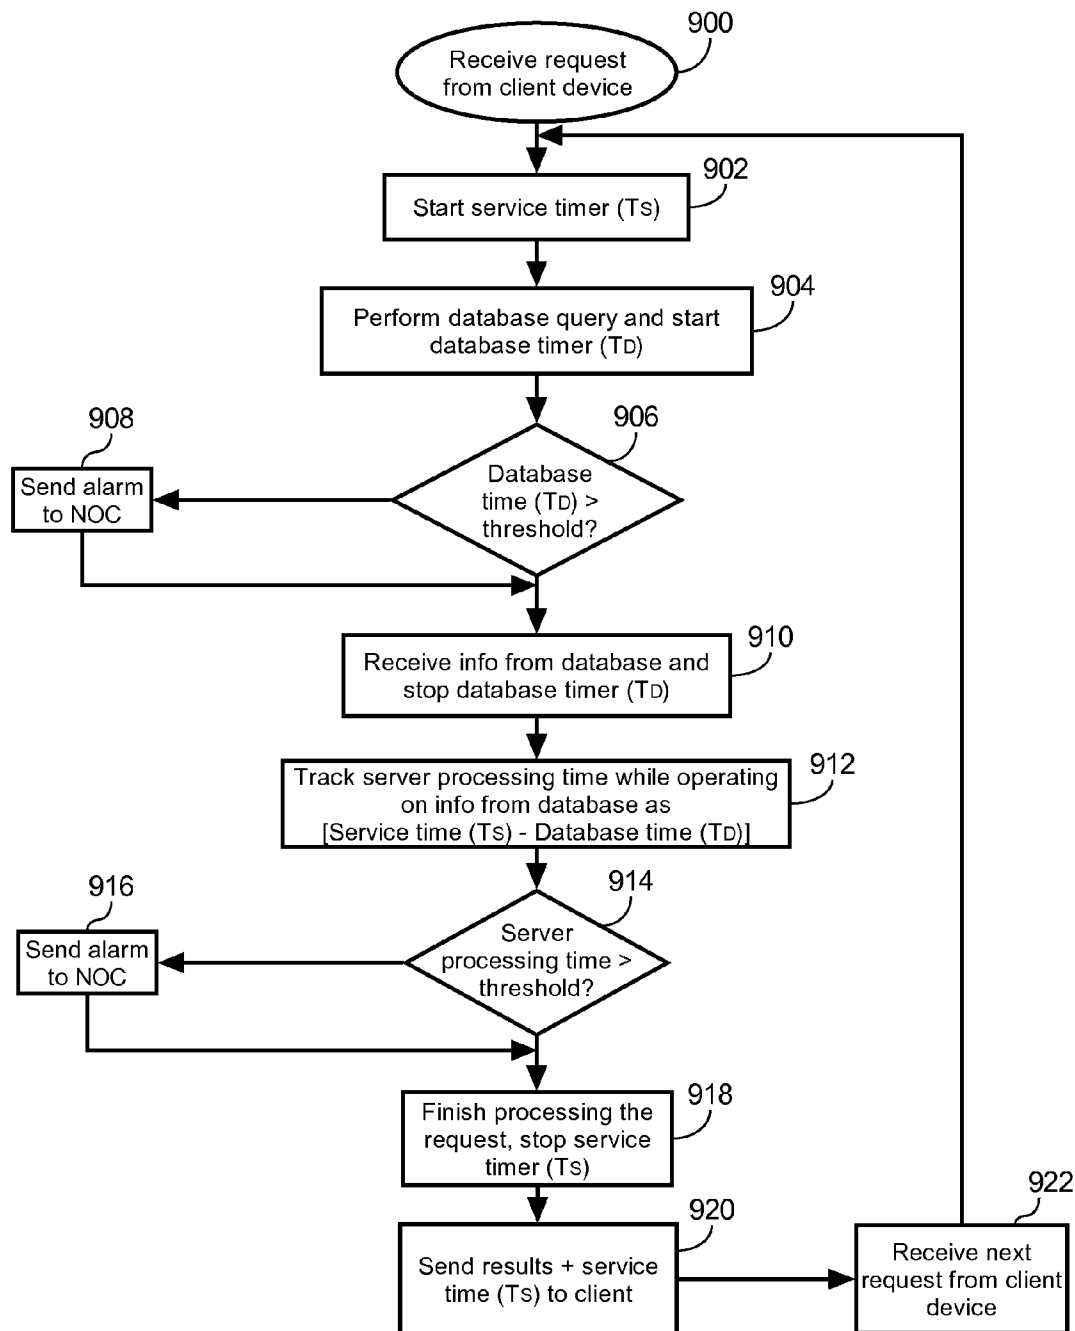 900
Receive request
from client device
902
Start service timer (Ts)
904
Perform database query and start
database timer (TD)
906
908
Database
time (TD) >
threshold?
Send alarm
to NOC
910
Receive info from database and
stop database timer (TD)
912
Track server processing time while operating
on info from database as
[Service time (Ts) - Database time (TD)]
914
916
Server
processing time >
threshold?
Send alarm
to NOC
918
Finish processing the
request, stop service
timer (Ts)
920
Send results + service
time (Ts) to client
922
Receive next
request from client
device